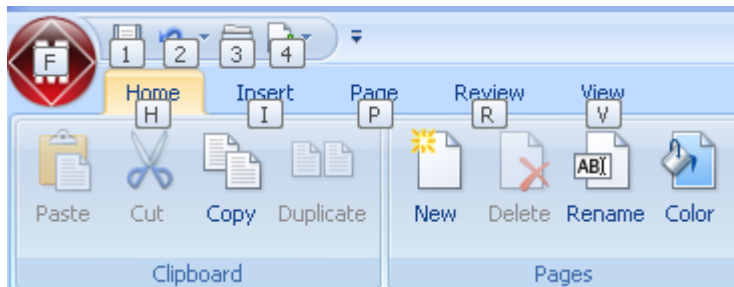 F 1 2 3 4
Home Insert Page Review View
H I P R V
ABI
Paste Cut Copy Duplicate New Delete Rename Color
Clipboard Pages